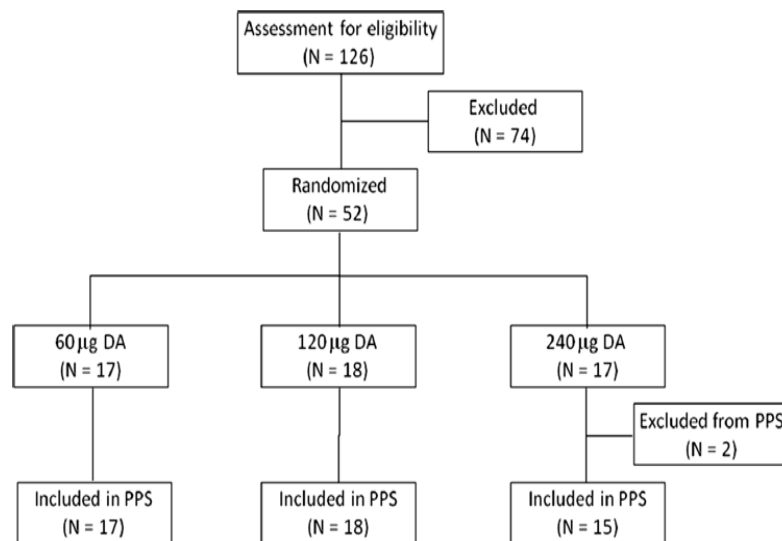 Assessment for eligibility
(N = 126)
Excluded
(N = 74)
Randomized
(N = 52)
60 µg DA
(N = 17)
120 µg DA
(N = 18)
240 µg DA
(N = 17)
Excluded from PPS
(N = 2)
Included in PPS
(N = 17)
Included in PPS
(N = 18)
Included in PPS
(N = 15)